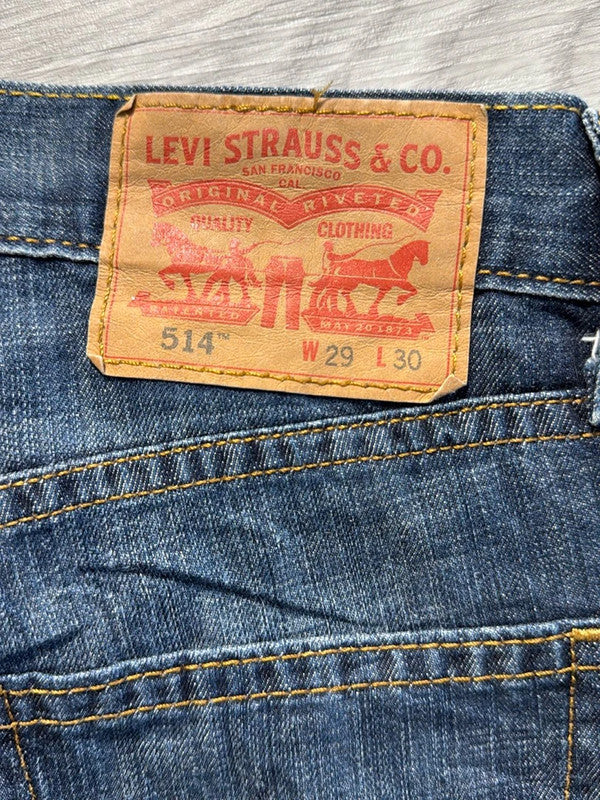 LEVI STRAUSS & CO.
SAN FRANCISCO
CAL
ORIGINAL RIVETED
QUALITY CLOTHING
PATENTED MAY 20 1873
514™ W 29 L 30